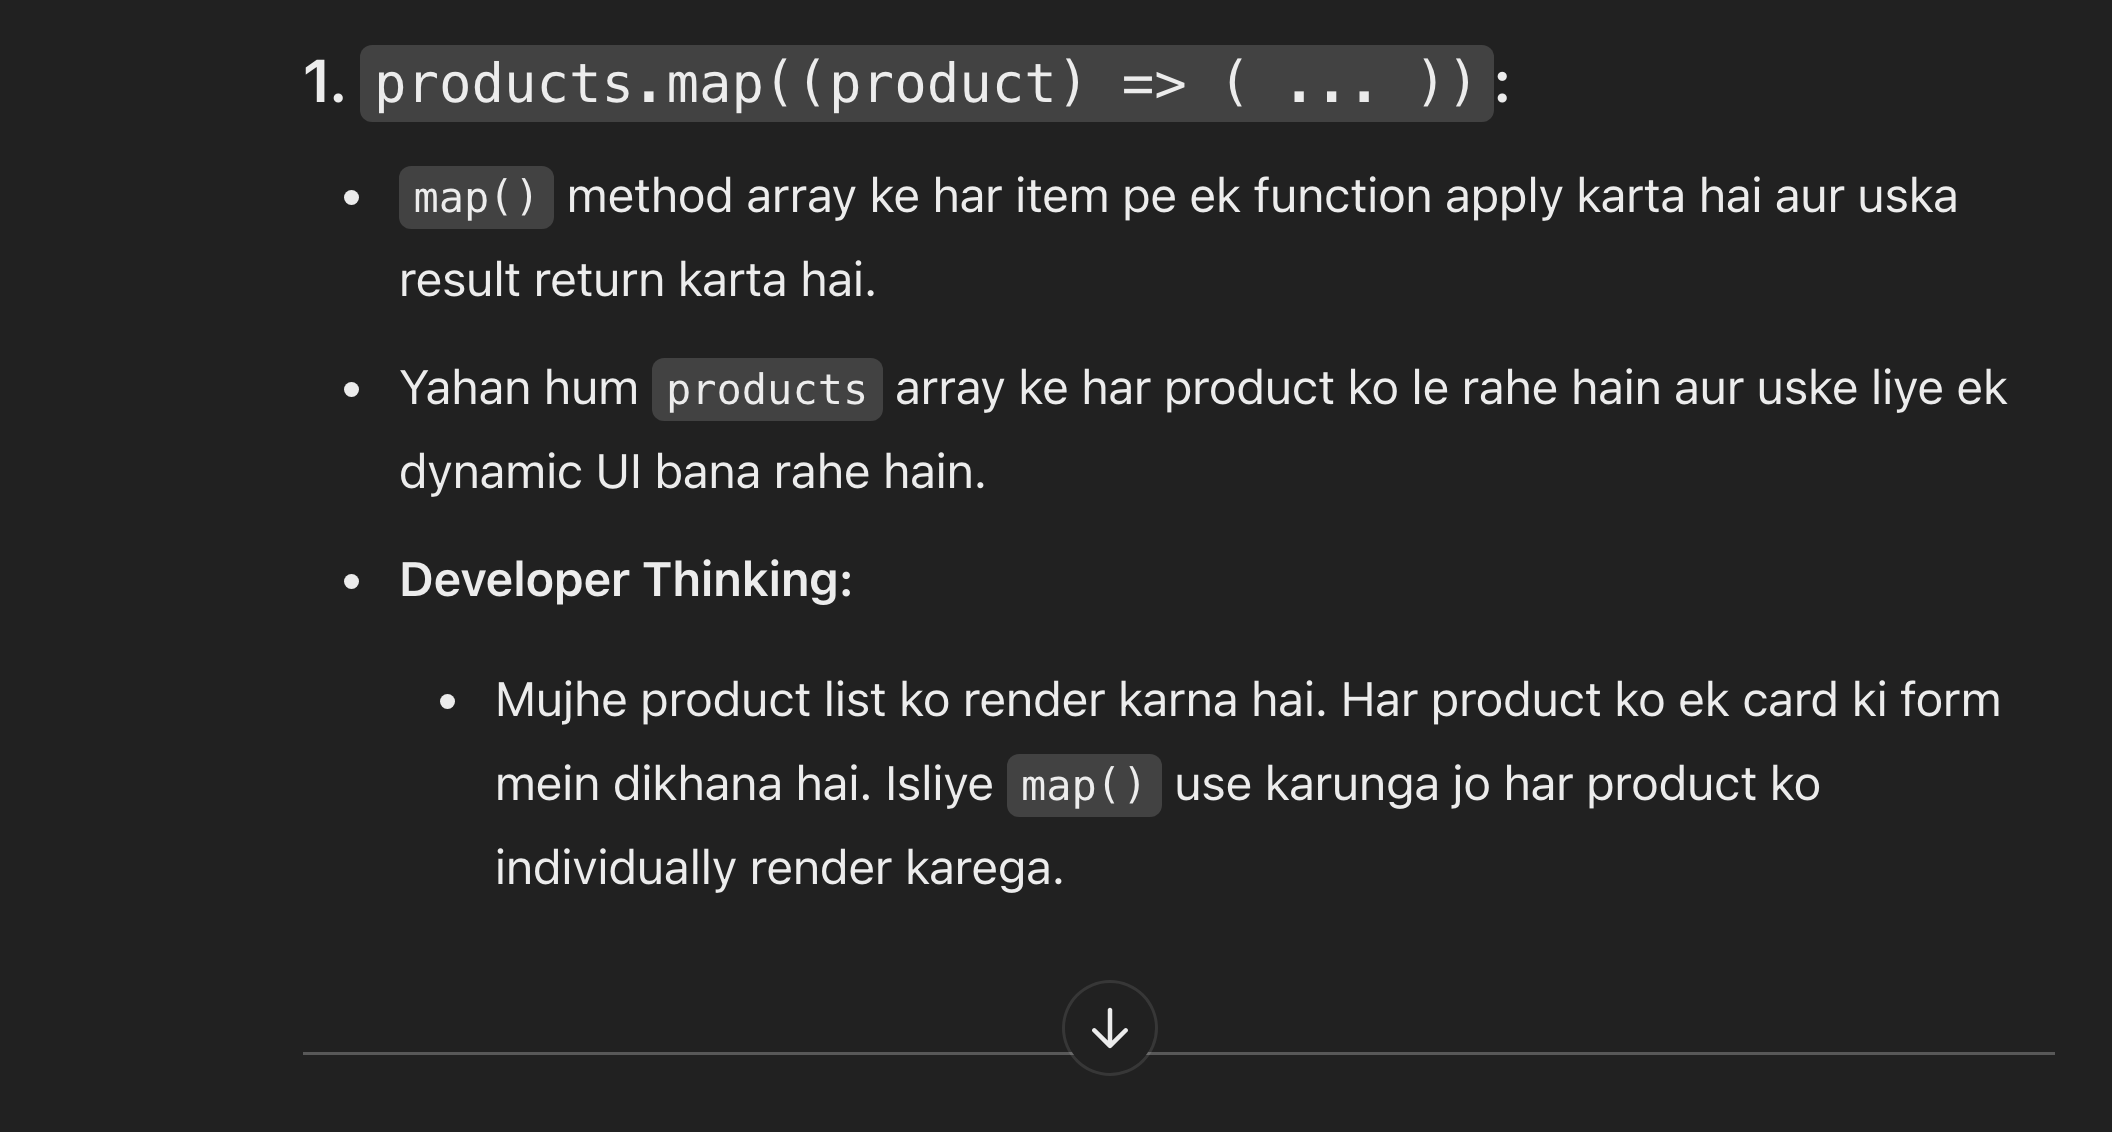 1. products.map((product) => ( ... )):
• map() method array ke har item pe ek function apply karta hai aur uska
result return karta hai.
• Yahan hum products array ke har product ko le rahe hain aur uske liye ek
dynamic UI bana rahe hain.
• Developer Thinking:
• Mujhe product list ko render karna hai. Har product ko ek card ki form
mein dikhana hai. Isliye map() use karunga jo har product ko
individually render karega.